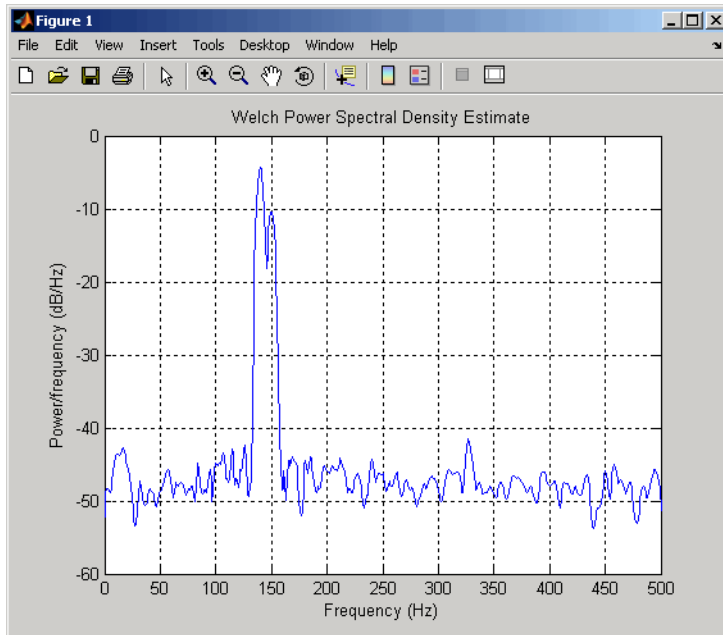 Figure 1
File Edit View Insert Tools Desktop Window Help
Welch Power Spectral Density Estimate
0
-10
-20
-30
-40
-50
-60
Power/frequency (dB/Hz)
0 50 100 150 200 250 300 350 400 450 500
Frequency (Hz)